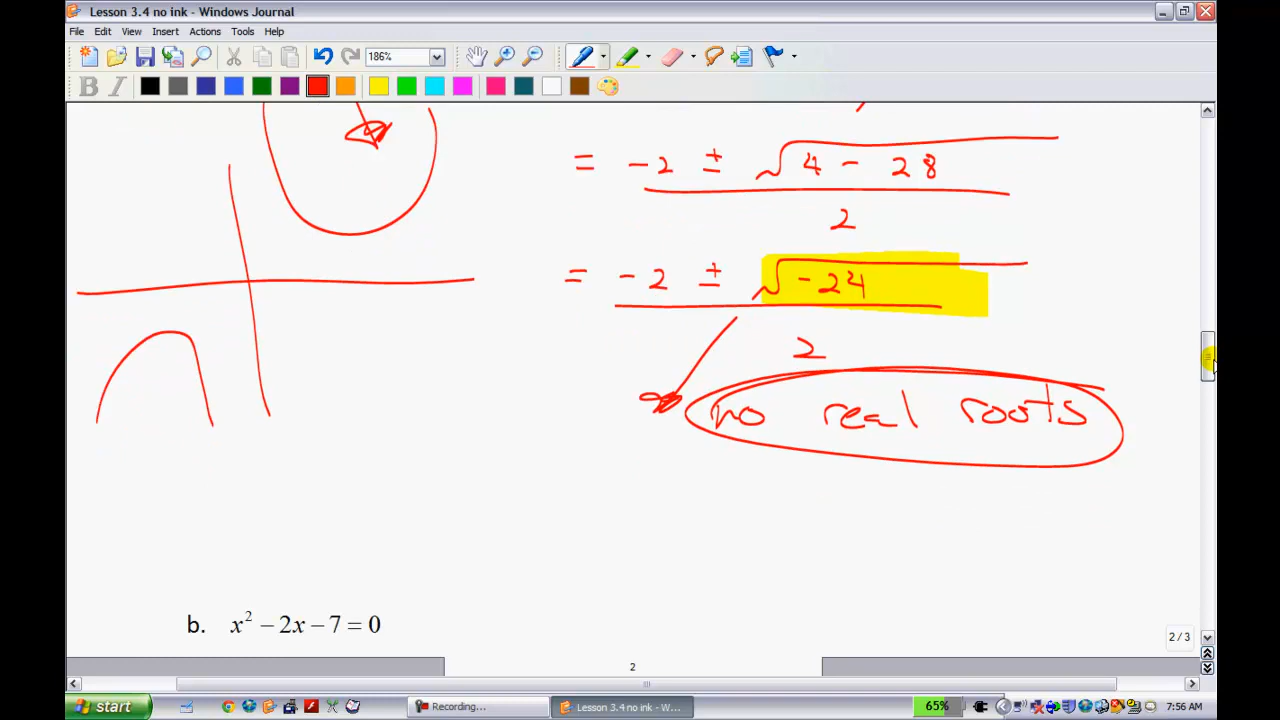 Lesson 3.4 no ink - Windows Journal
File Edit View Insert Actions Tools Help
186%
B I
= -2 ± √4 - 28
2
= -2 ± √-24
2
no real roots
b. x² − 2x − 7 = 0
2/3
2
start Recording... Lesson 3.4 no ink - W... 65% 7:56 AM